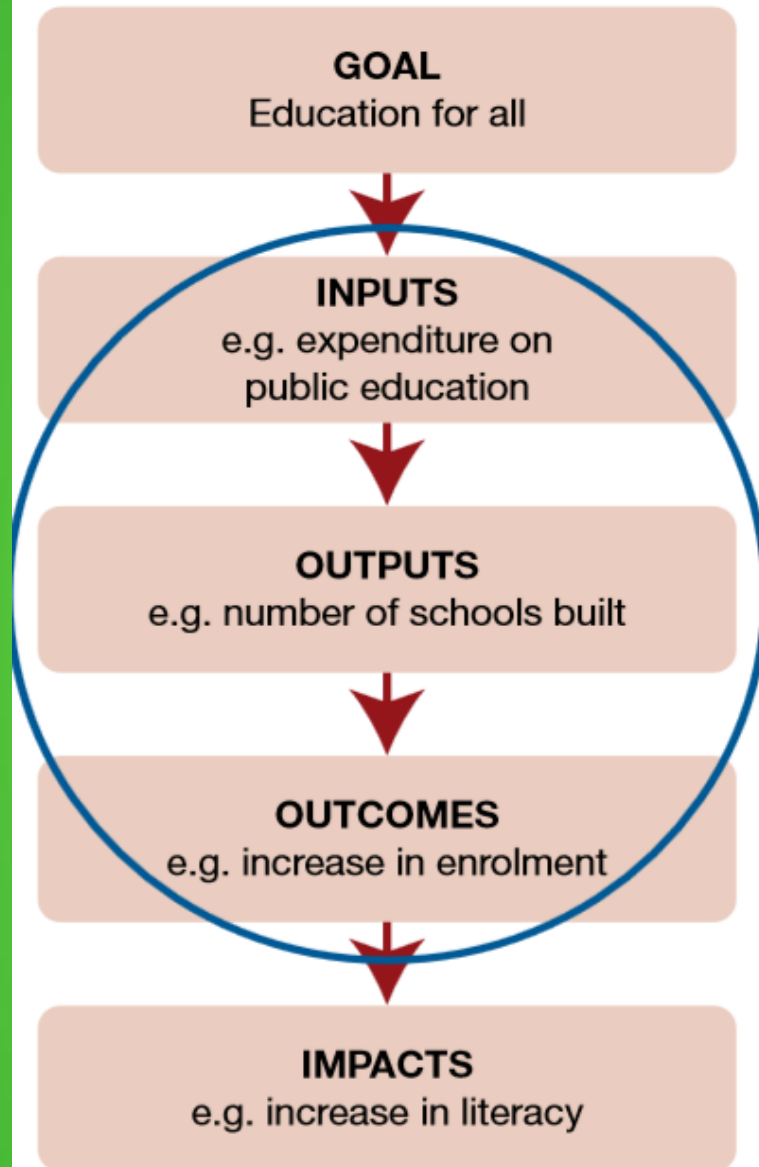 GOAL
Education for all
INPUTS
e.g. expenditure on
public education
OUTPUTS
e.g. number of schools built
OUTCOMES
e.g. increase in enrolment
IMPACTS
e.g. increase in literacy